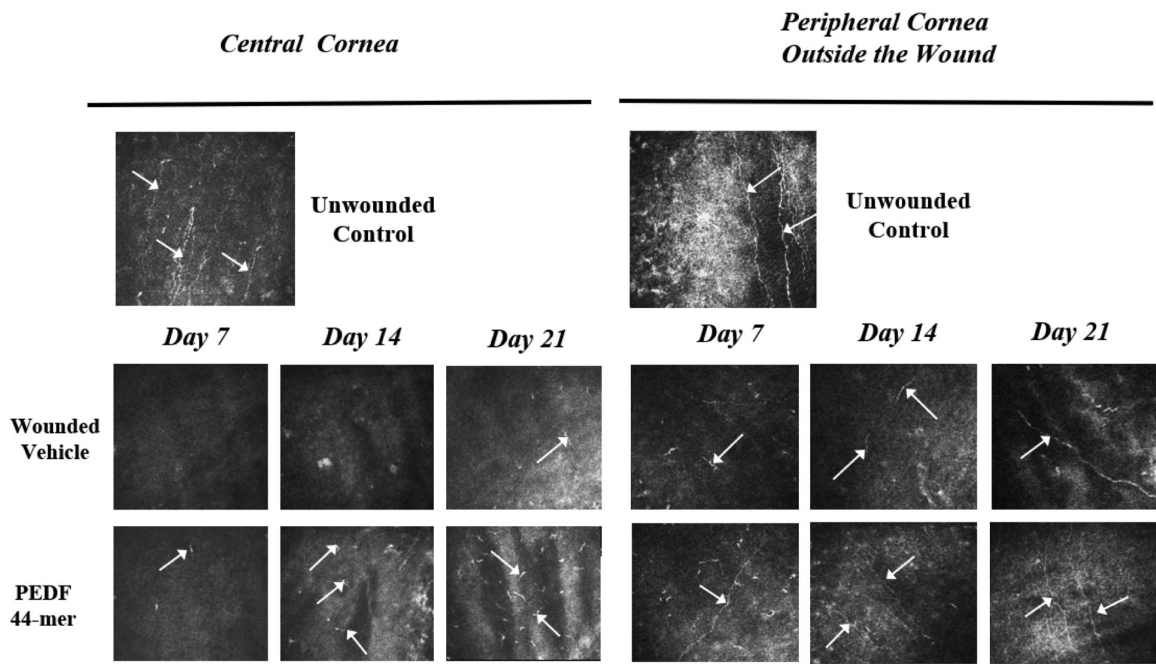 Central Cornea
Peripheral Cornea
Outside the Wound
Unwounded
Control
Unwounded
Control
Day 7
Day 14
Day 21
Day 7
Day 14
Day 21
Wounded
Vehicle
PEDF
44-mer